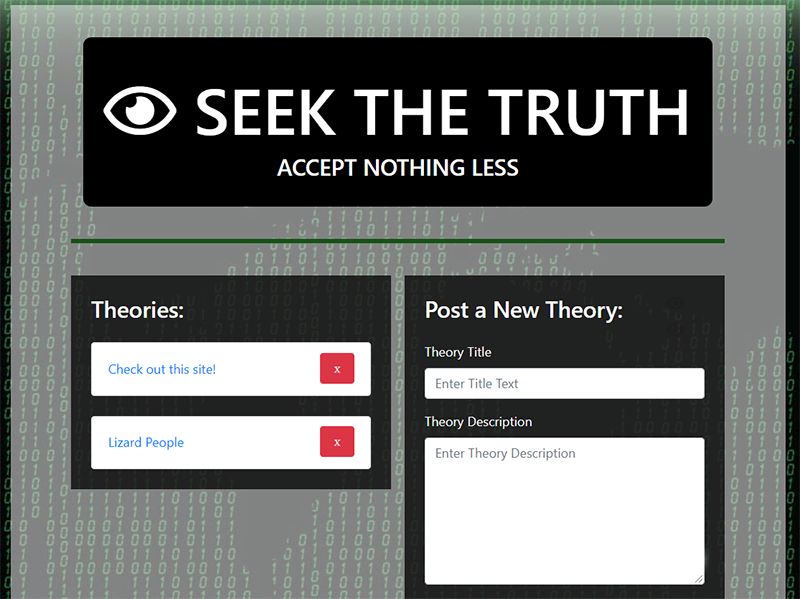 SEEK THE TRUTH
ACCEPT NOTHING LESS
Theories:
Check out this site!
x
Lizard People
x
Post a New Theory:
Theory Title
Enter Title Text
Theory Description
Enter Theory Description